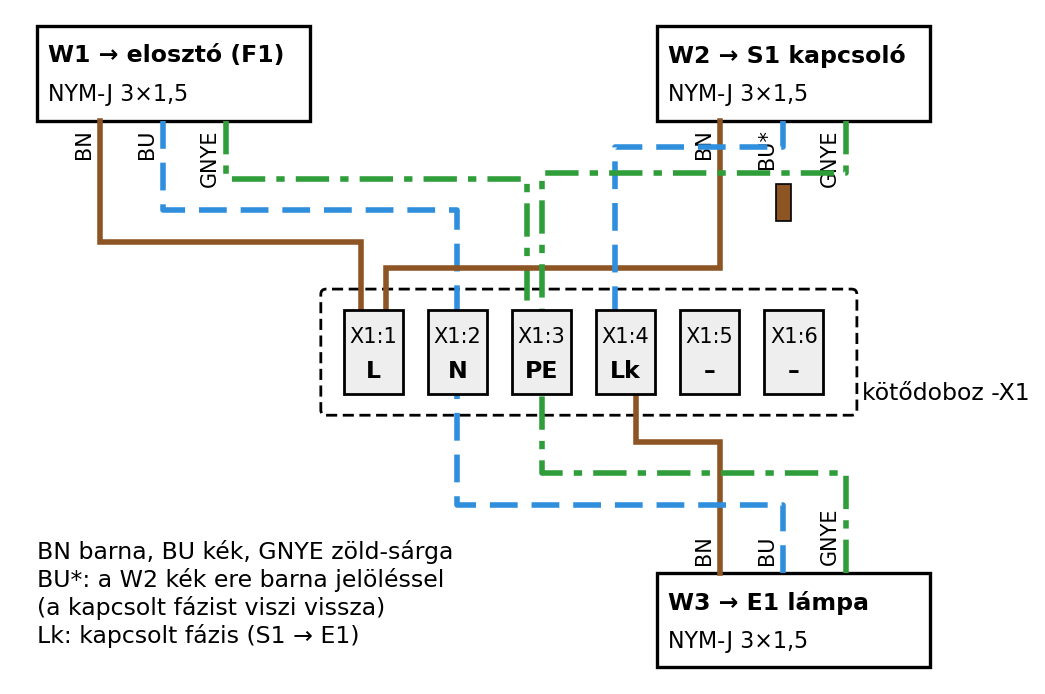 W1 → elosztó (F1)
NYM-J 3×1,5
W2 → S1 kapcsoló
NYM-J 3×1,5
BN
BU
GNYE
BN
BU*
GNYE
X1:1
L
X1:2
N
X1:3
PE
X1:4
Lk
X1:5
–
X1:6
–
kötődoboz -X1
BN
BU
GNYE
BN barna, BU kék, GNYE zöld-sárga
BU*: a W2 kék ere barna jelöléssel
(a kapcsolt fázist viszi vissza)
Lk: kapcsolt fázis (S1 → E1)
W3 → E1 lámpa
NYM-J 3×1,5